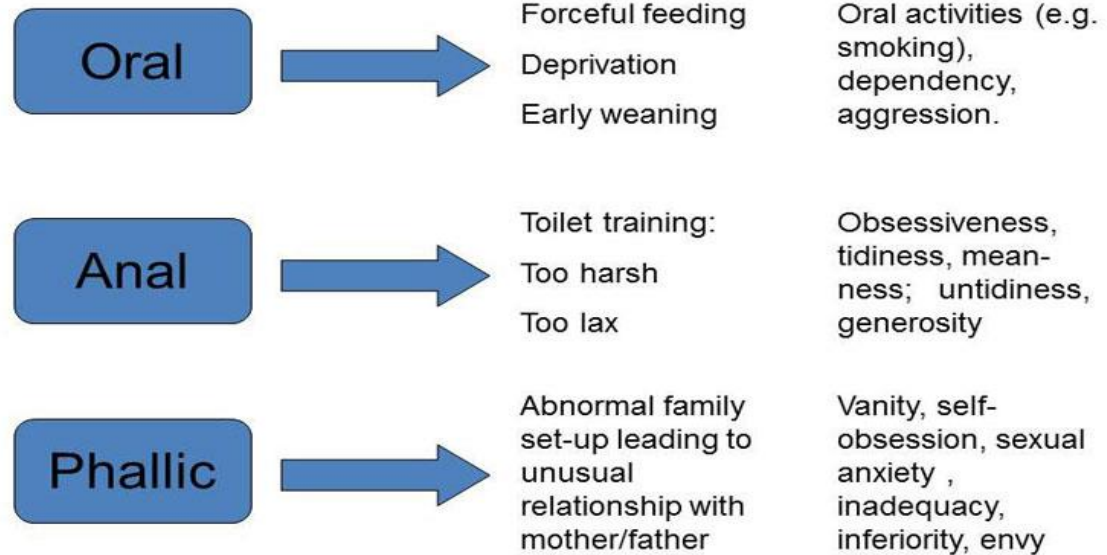 Oral
Forceful feeding
Deprivation
Early weaning
Oral activities (e.g.
smoking),
dependency,
aggression.
Anal
Toilet training:
Too harsh
Too lax
Obsessiveness,
tidiness, mean-
ness; untidiness,
generosity
Phallic
Abnormal family
set-up leading to
unusual
relationship with
mother/father
Vanity, self-
obsession, sexual
anxiety ,
inadequacy,
inferiority, envy